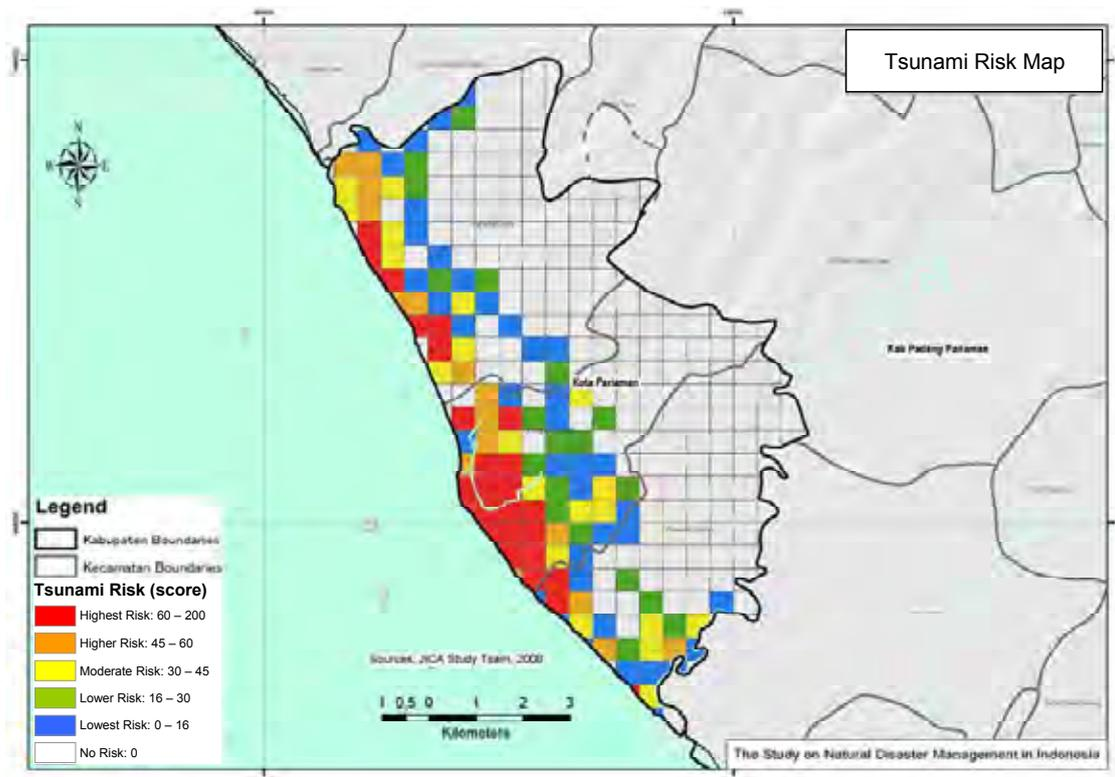 Tsunami Risk Map
N
W E
S
Kab Padang Pariaman
Kota Pariaman
Legend
Kabupaten Boundaries
Kecamatan Boundaries
Tsunami Risk (score)
Highest Risk: 60 – 200
Higher Risk: 45 – 60
Moderate Risk: 30 – 45
Lower Risk: 16 – 30
Lowest Risk: 0 – 16
No Risk: 0
Sources, JICA Study Team, 2008
1 0,5 0 1 2 3
Kilometers
The Study on Natural Disaster Management in Indonesia